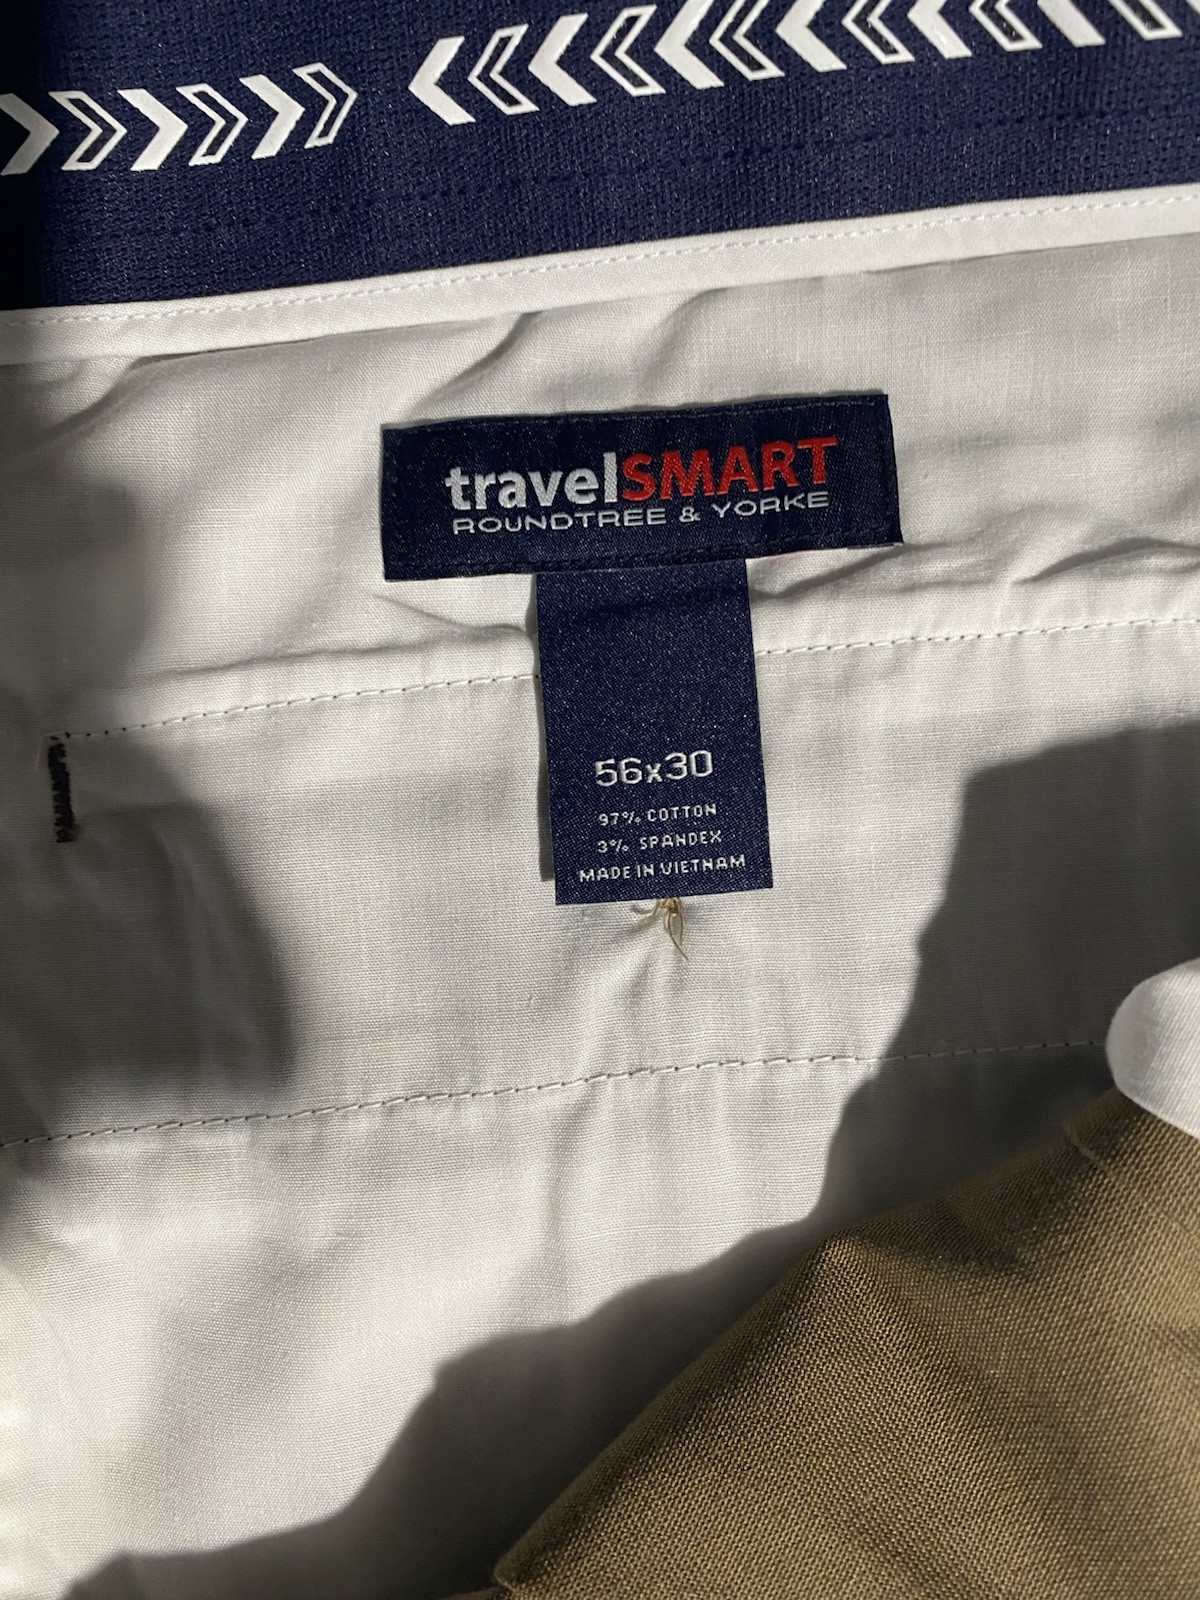 travelSMART
ROUNDTREE & YORKE
56x30
97% COTTON
3% SPANDEX
MADE IN VIETNAM